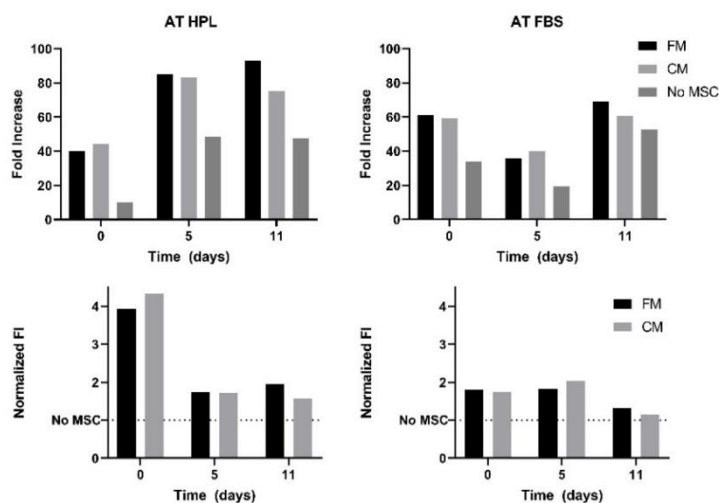 AT HPL
Fold Increase
100
80
60
40
20
0
0 5 11
Time (days)
AT FBS
Fold Increase
100
80
60
40
20
0
0 5 11
Time (days)
FM
CM
No MSC
Normalized FI
4
3
2
No MSC
0
0 5 11
Time (days)
Normalized FI
4
3
2
No MSC
0
0 5 11
Time (days)
FM
CM